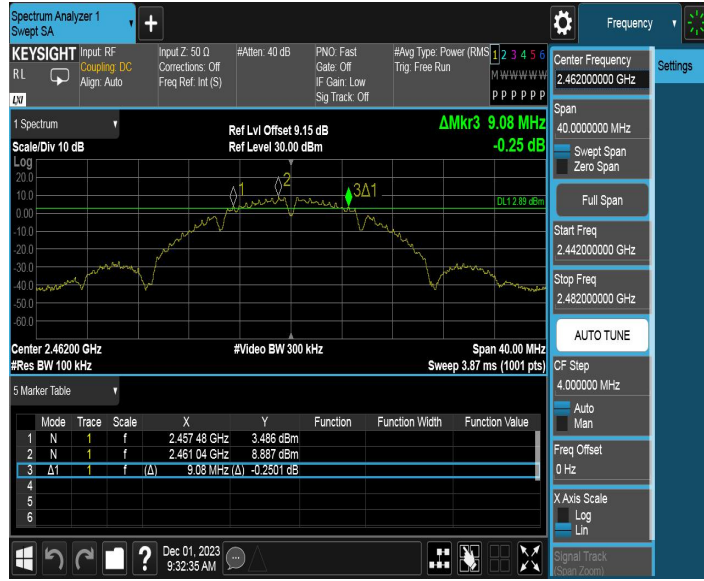 Spectrum Analyzer 1
Swept SA
+
Frequency
KEYSIGHT
RL
LXI
Input: RF
Coupling: DC
Align: Auto
Input Z: 50 Ω
Corrections: Off
Freq Ref: Int (S)
#Atten: 40 dB
PNO: Fast
Gate: Off
IF Gain: Low
Sig Track: Off
#Avg Type: Power (RMS
Trig: Free Run
1 2 3 4 5 6
M W W W W W
P P P P P P
Center Frequency
2.462000000 GHz
Settings
Span
40.0000000 MHz
Swept Span
Zero Span
Full Span
Start Freq
2.442000000 GHz
Stop Freq
2.482000000 GHz
AUTO TUNE
CF Step
4.000000 MHz
Auto
Man
Freq Offset
0 Hz
X Axis Scale
Log
Lin
Signal Track
(Span Zoom)
1 Spectrum
Scale/Div 10 dB
Ref Lvl Offset 9.15 dB
Ref Level 30.00 dBm
ΔMkr3 9.08 MHz
-0.25 dB
Log
20.0
10.0
0.00
-10.0
-20.0
-30.0
-40.0
-50.0
-60.0
1
2
3Δ1
DL1 2.89 dBm
Center 2.46200 GHz
#Video BW 300 kHz
Span 40.00 MHz
#Res BW 100 kHz
Sweep 3.87 ms (1001 pts)
5 Marker Table
Mode Trace Scale X Y Function Function Width Function Value
1 N 1 f 2.457 48 GHz 3.486 dBm
2 N 1 f 2.461 04 GHz 8.887 dBm
3 Δ1 1 f (Δ) 9.08 MHz (Δ) -0.2501 dB
4
5
6
?
Dec 01, 2023
9:32:35 AM